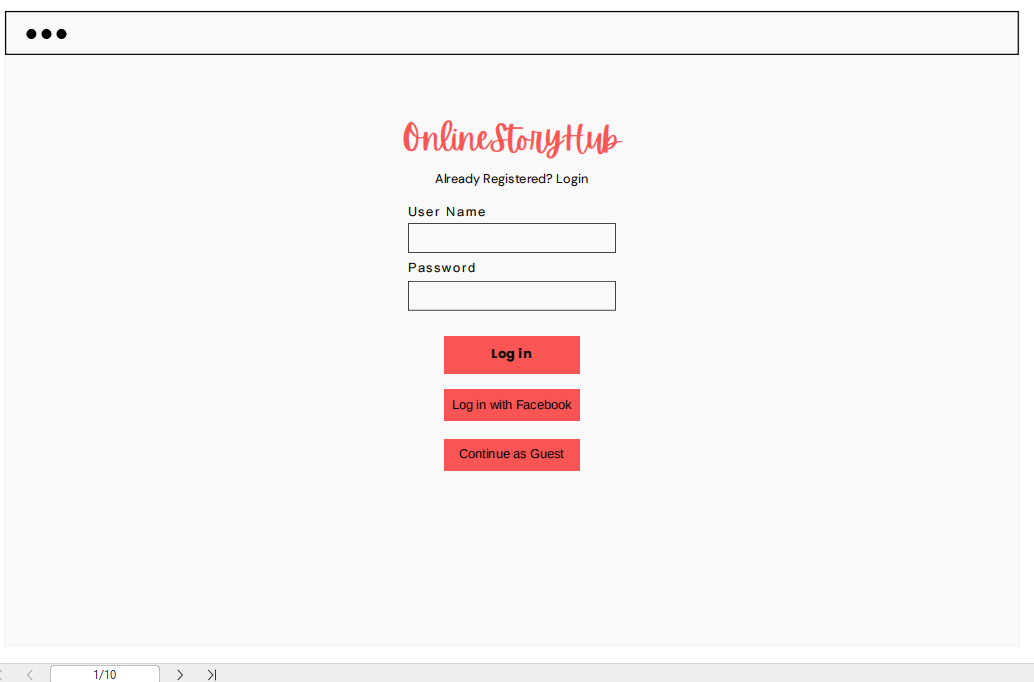 OnlineStoryHub
Already Registered? Login
User Name
Password
Log in
Log in with Facebook
Continue as Guest
1/10